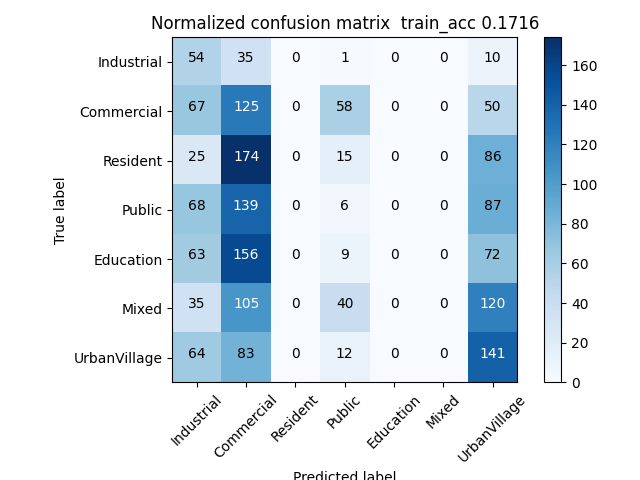 Normalized confusion matrix train_acc 0.1716
Industrial 54 35 0 1 0 0 10
Commercial 67 125 0 58 0 0 50
Resident 25 174 0 15 0 0 86
Public 68 139 0 6 0 0 87
Education 63 156 0 9 0 0 72
Mixed 35 105 0 40 0 0 120
UrbanVillage 64 83 0 12 0 0 141
True label
Industrial Commercial Resident Public Education Mixed UrbanVillage
Predicted label
160
140
120
100
80
60
40
20
0